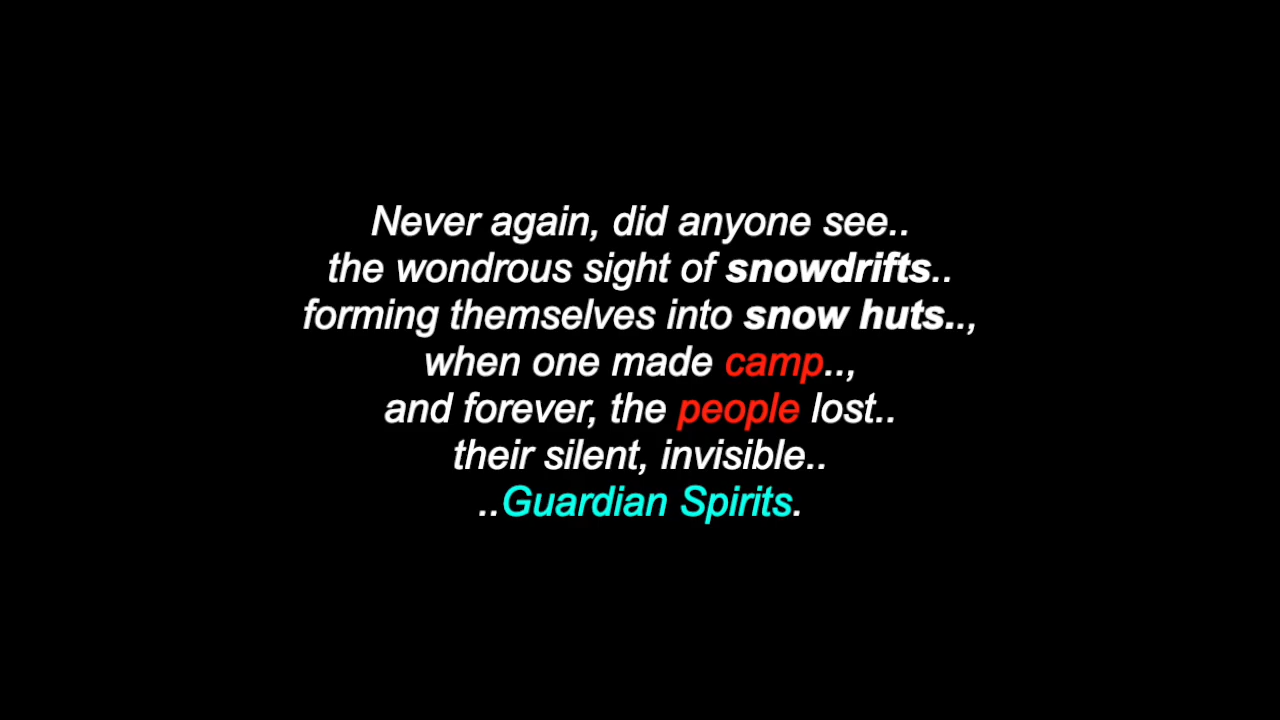 Never again, did anyone see..
the wondrous sight of snowdrifts..
forming themselves into snow huts..,
when one made camp..,
and forever, the people lost..
their silent, invisible..
..Guardian Spirits.